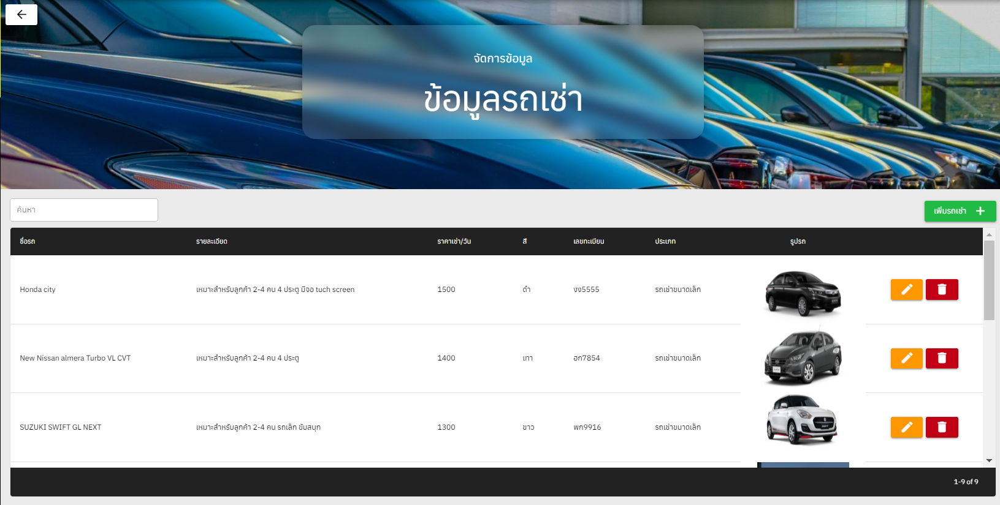 จัดการข้อมูล
ข้อมูลรถเช่า
ค้นหา
เพิ่มรถเช่า
ชื่อรถ รายละเอียด ราคาเช่า/วัน สี เลขทะเบียน ประเภท รูปรถ
Honda city เหมาะสำหรับลูกค้า 2-4 คน 4 ประตู มีจอ tuch screen 1500 ดำ งง5555 รถเช่าขนาดเล็ก
New Nissan almera Turbo VL CVT เหมาะสำหรับลูกค้า 2-4 คน 4 ประตู 1400 เทา ฮก7854 รถเช่าขนาดเล็ก
SUZUKI SWIFT GL NEXT เหมาะสำหรับลูกค้า 2-4 คน รถเล็ก ขับสนุก 1300 ขาว พก9916 รถเช่าขนาดเล็ก
1-9 of 9